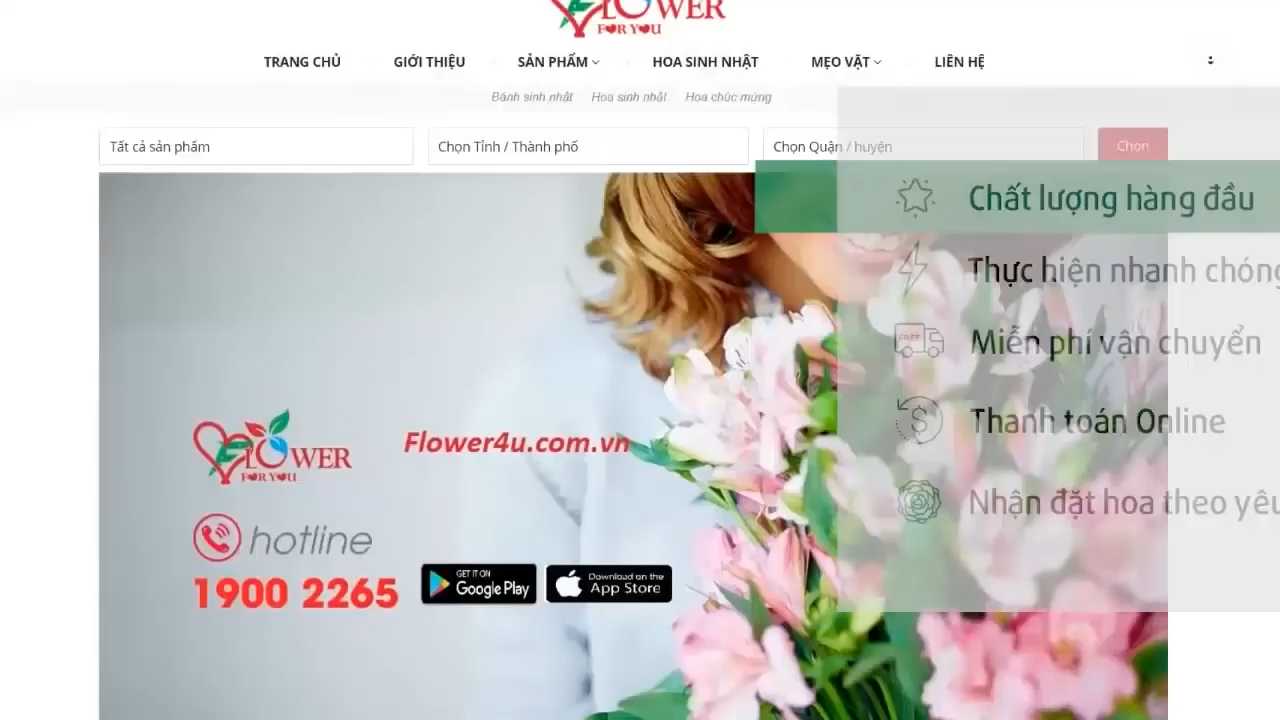 FLOWER
FOR YOU
TRANG CHỦ GIỚI THIỆU SẢN PHẨM HOA SINH NHẬT MẸO VẶT LIÊN HỆ
Bánh sinh nhật Hoa sinh nhật Hoa chúc mừng
Tất cả sản phẩm Chọn Tỉnh / Thành phố Chọn Quận / huyện Chọn
Chất lượng hàng đầu
Thực hiện nhanh chóng
FREE Miễn phí vận chuyển
Thanh toán Online
Nhận đặt hoa theo yêu
FLOWER
FOR YOU
Flower4u.com.vn
hotline
1900 2265
GET IT ON
Google Play
Download on the
App Store